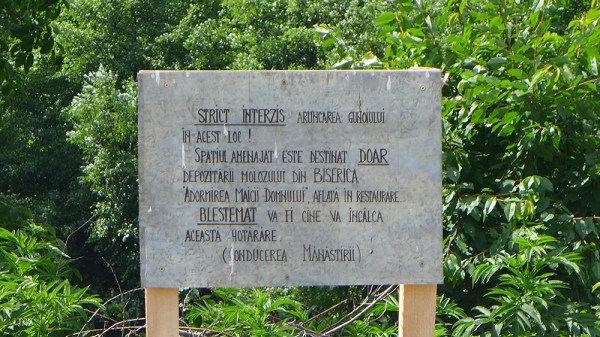 STRICT INTERZIS ARUNCAREA GUNOIULUI
ÎN ACEST LOC !
SPAȚIUL AMENAJAT ESTE DESTINAT DOAR
DEPOZITĂRII MOLOZULUI DIN BISERICA
"ADORMIREA MAICII DOMNULUI", AFLATĂ ÎN RESTAURARE.
BLESTEMAT VA FI CINE VA ÎNCĂLCA
ACEASTĂ HOTĂRÂRE.
(CONDUCEREA MĂNĂSTIRII)